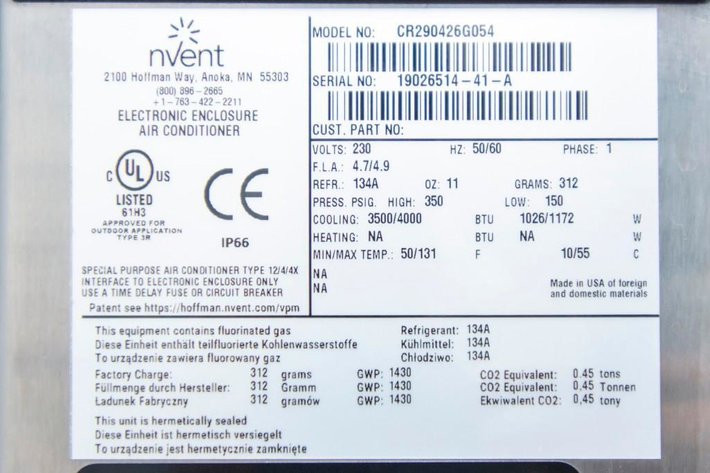 nvent
2100 Hoffman Way, Anoka, MN 55303
(800) 896-2665
+1-763-422-2211
ELECTRONIC ENCLOSURE
AIR CONDITIONER
C UL US
LISTED
61H3
APPROVED FOR
OUTDOOR APPLICATION
TYPE 3R
CE
IP66
SPECIAL PURPOSE AIR CONDITIONER TYPE 12/4/4X
INTERFACE TO ELECTRONIC ENCLOSURE ONLY
USE A TIME DELAY FUSE OR CIRCUIT BREAKER
Patent see https://hoffman.nvent.com/vpm
MODEL NO: CR290426G054
SERIAL NO: 19026514-41-A
CUST. PART NO:
VOLTS: 230 HZ: 50/60 PHASE: 1
F.L.A.: 4.7/4.9
REFR.: 134A OZ: 11 GRAMS: 312
PRESS. PSIG. HIGH: 350 LOW: 150
COOLING: 3500/4000 BTU 1026/1172 W
HEATING: NA BTU NA W
MIN/MAX TEMP.: 50/131 F 10/55 C
NA
NA
Made in USA of foreign
and domestic materials
This equipment contains fluorinated gas Refrigerant: 134A
Diese Einheit enthält teilfluorierte Kohlenwasserstoffe Kühlmittel: 134A
To urządzenie zawiera fluorowany gaz Chłodziwo: 134A
Factory Charge: 312 grams GWP: 1430 CO2 Equivalent: 0,45 tons
Füllmenge durch Hersteller: 312 Gramm GWP: 1430 CO2 Equivalent: 0,45 Tonnen
Ładunek Fabryczny 312 gramów GWP: 1430 Ekwiwalent CO2: 0,45 tony
This unit is hermetically sealed
Diese Einheit ist hermetisch versiegelt
To urządzenie jest hermetycznie zamknięte